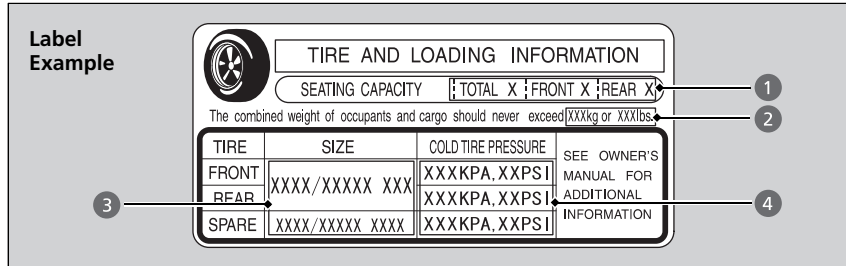 Label
Example
TIRE AND LOADING INFORMATION
SEATING CAPACITY TOTAL X FRONT X REAR X
1
The combined weight of occupants and cargo should never exceed XXXkg or XXXlbs.
2
TIRE SIZE COLD TIRE PRESSURE SEE OWNER'S
MANUAL FOR
ADDITIONAL
INFORMATION
FRONT XXXX/XXXXX XXX XXXKPA,XXPSI
REAR XXXKPA,XXPSI
3
4
SPARE XXXX/XXXXX XXXX XXXKPA,XXPSI